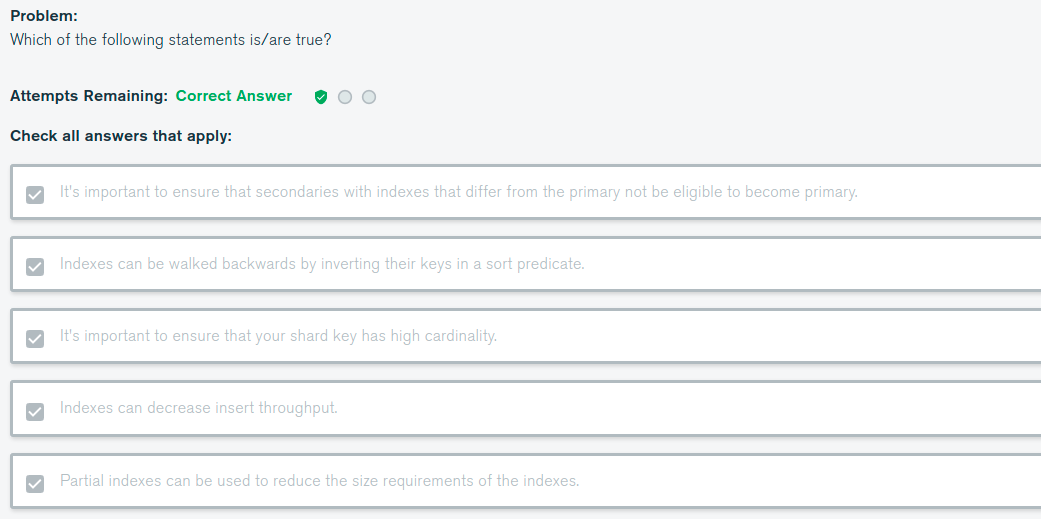 Problem:
Which of the following statements is/are true?
Attempts Remaining: Correct Answer
Check all answers that apply:
It's important to ensure that secondaries with indexes that differ from the primary not be eligible to become primary.
Indexes can be walked backwards by inverting their keys in a sort predicate.
It's important to ensure that your shard key has high cardinality.
Indexes can decrease insert throughput.
Partial indexes can be used to reduce the size requirements of the indexes.